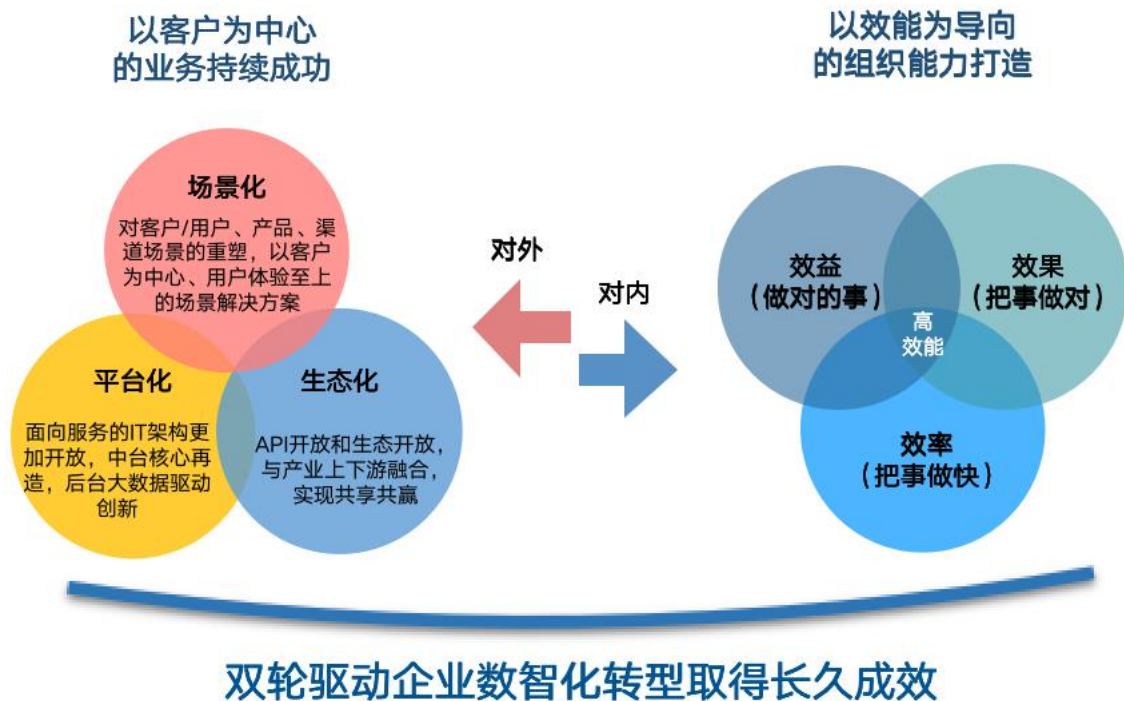 以客户为中心
的业务持续成功
以效能为导向
的组织能力打造
场景化
对客户/用户、产品、渠
道场景的重塑，以客户
为中心、用户体验至上
的场景解决方案
平台化
面向服务的IT架构更
加开放，中台核心再
造，后台大数据驱动
创新
生态化
API开放和生态开放，
与产业上下游融合，
实现共享共赢
对外
对内
效益
（做对的事）
效果
（把事做对）
高
效能
效率
（把事做快）
双轮驱动企业数智化转型取得长久成效